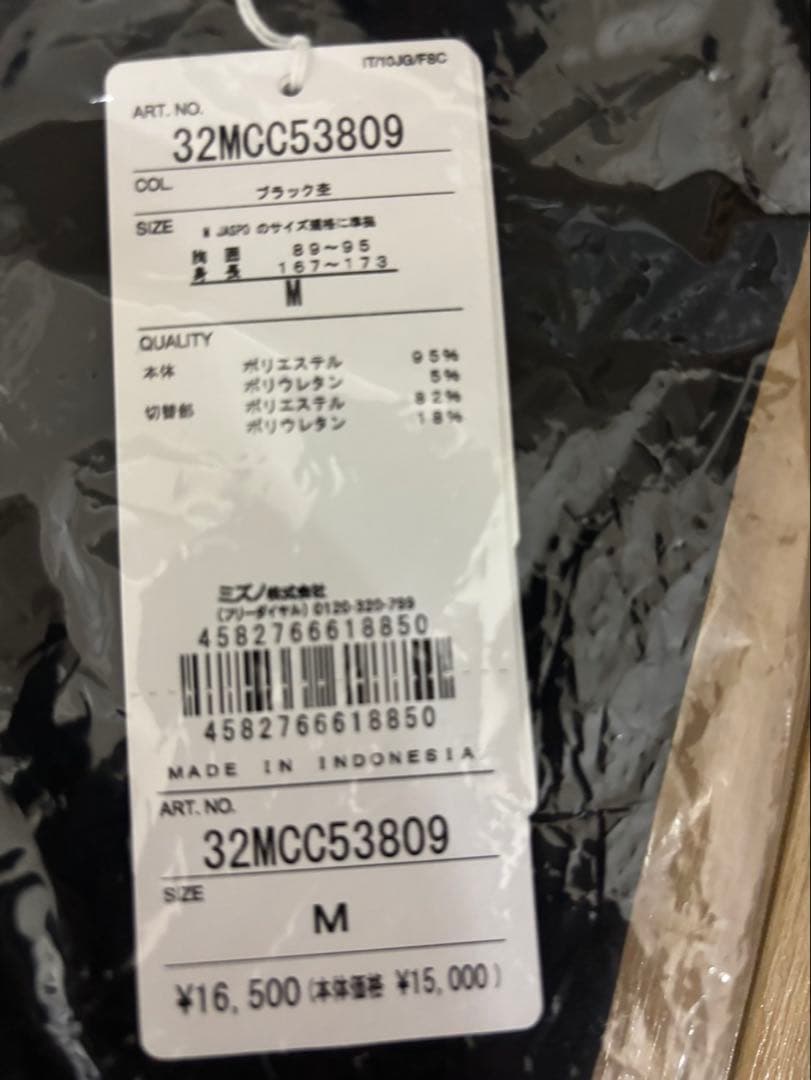 IT/10JG/FSC
ART. NO.
32MCC53809
COL.
ブラック杢
SIZE M JASPO のサイズ規格に準拠
胸囲 89~95
身長 167~173
M
QUALITY
本体 ポリエステル 95%
ポリウレタン 5%
切替部 ポリエステル 82%
ポリウレタン 18%
ミズノ株式会社
(フリーダイヤル) 0120-320-799
4582766618850
4582766618850
MADE IN INDONESIA
ART. NO.
32MCC53809
SIZE
M
¥16,500(本体価格 ¥15,000)